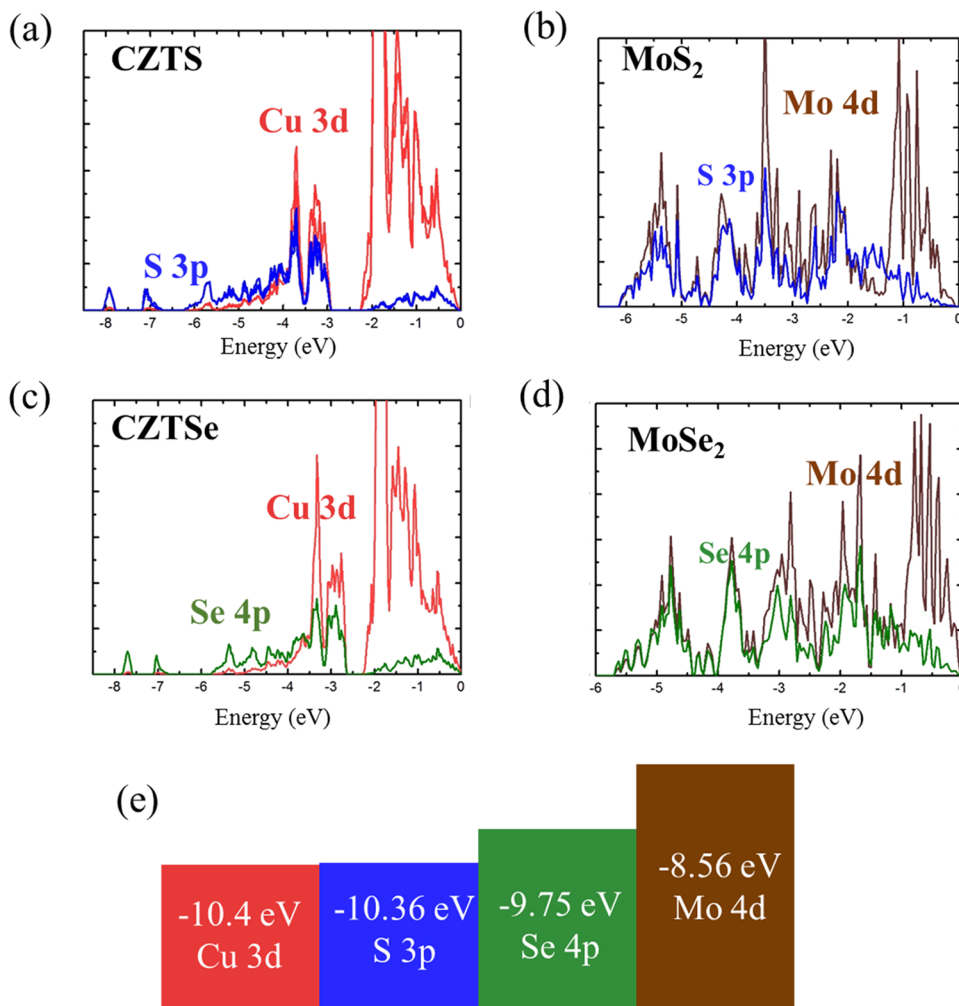 (a)
CZTS
Cu 3d
S 3p
-8 -7 -6 -5 -4 -3 -2 -1 0
Energy (eV)
(b)
MoS2
Mo 4d
S 3p
-6 -5 -4 -3 -2 -1 0
Energy (eV)
(c)
CZTSe
Cu 3d
Se 4p
-8 -7 -6 -5 -4 -3 -2 -1 0
Energy (eV)
(d)
MoSe2
Mo 4d
Se 4p
-6 -5 -4 -3 -2 -1 0
Energy (eV)
(e)
-10.4 eV
Cu 3d
-10.36 eV
S 3p
-9.75 eV
Se 4p
-8.56 eV
Mo 4d